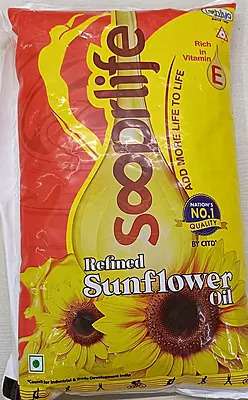 Rich in
Vitamin
E
sooprlife
ADD MORE LIFE TO LIFE
NATION'S
NO.1
QUALITY
BY CITD*
Refined
Sunflower
Oil
*Council for Industrial & Trade Development India*